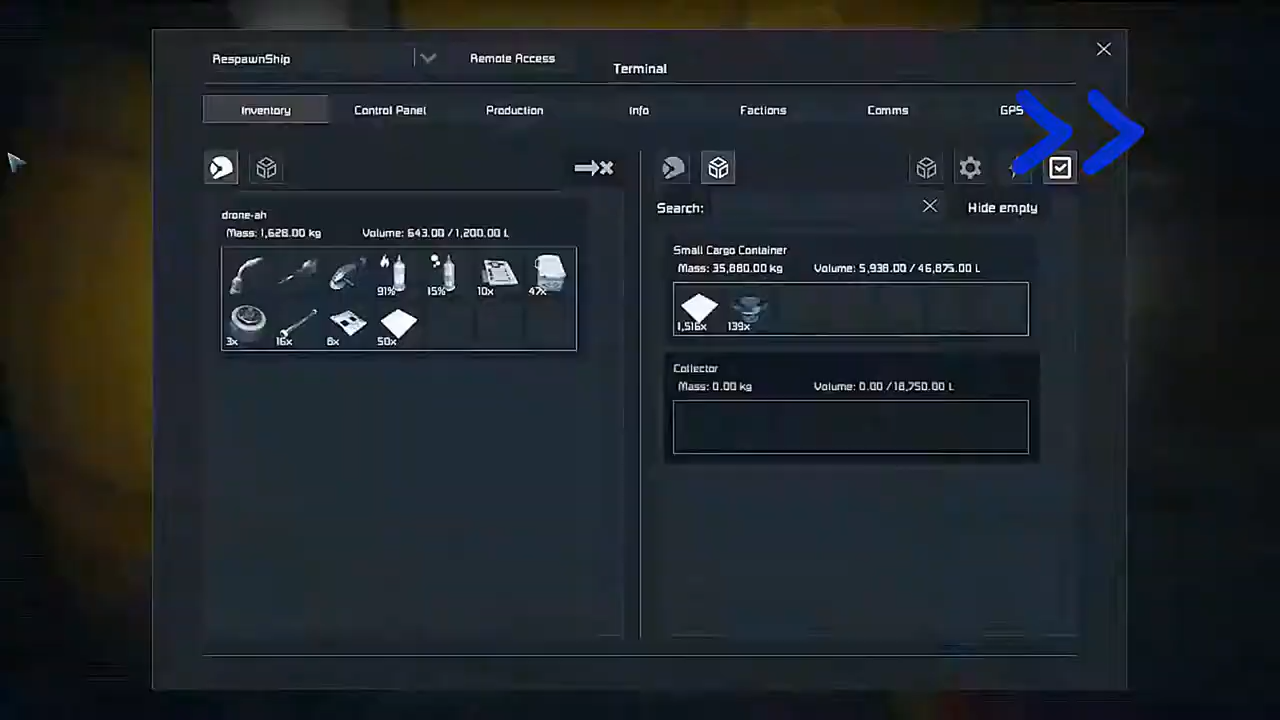 RespawnShip
Remote Access
Terminal
Inventory
Control Panel
Production
Info
Factions
Comms
GPS
Search:
Hide empty
drone-ah
Mass: 1,628.00 kg
Volume: 643.00 / 1,200.00 L
91%
15%
10x
47x
3x
16x
6x
50x
Small Cargo Container
Mass: 35,880.00 kg
Volume: 5,938.00 / 46,875.00 L
1,516x
139x
Collector
Mass: 0.00 kg
Volume: 0.00 / 18,750.00 L